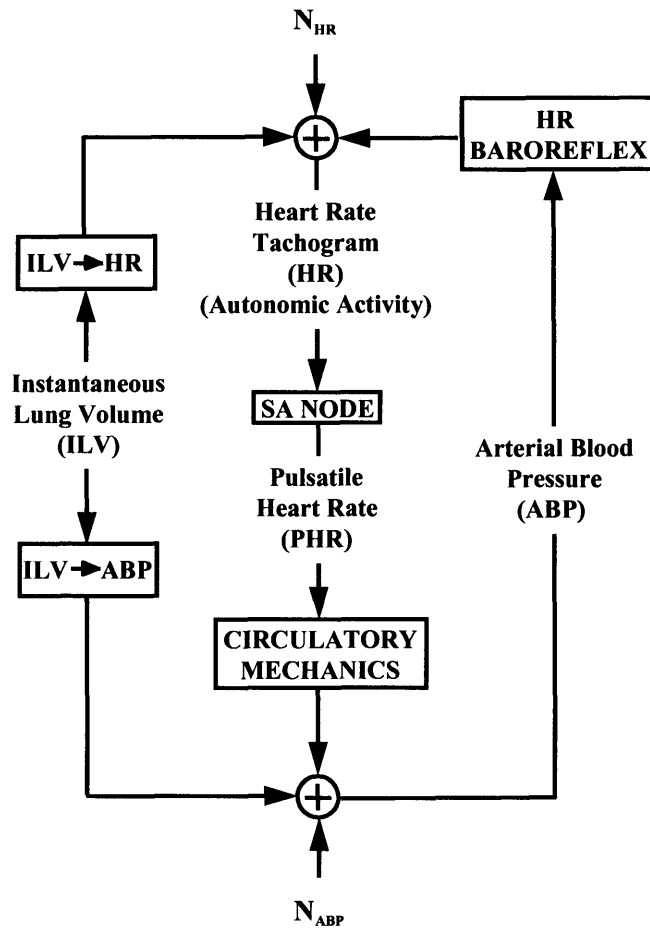 N_HR
HR
BAROREFLEX
Heart Rate
Tachogram
(HR)
(Autonomic Activity)
ILV→HR
Instantaneous
Lung Volume
(ILV)
SA NODE
Arterial Blood
Pressure
(ABP)
Pulsatile
Heart Rate
(PHR)
ILV→ABP
CIRCULATORY
MECHANICS
N_ABP